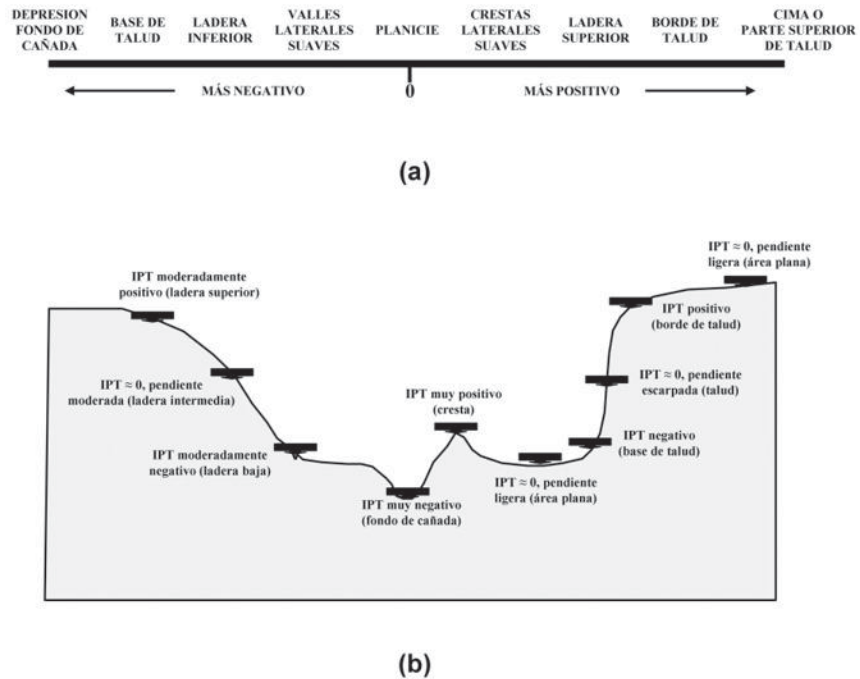 DEPRESION
FONDO DE
CAÑADA
BASE DE
TALUD
LADERA
INFERIOR
VALLES
LATERALES
SUAVES
PLANICIE
CRESTAS
LATERALES
SUAVES
LADERA
SUPERIOR
BORDE DE
TALUD
CIMA O
PARTE SUPERIOR
DE TALUD
MÁS NEGATIVO
0
MÁS POSITIVO
(a)
IPT ≈ 0, pendiente
ligera (área plana)
IPT moderadamente
positivo (ladera superior)
IPT positivo
(borde de talud)
IPT ≈ 0, pendiente
moderada (ladera intermedia)
IPT ≈ 0, pendiente
escarpada (talud)
IPT muy positivo
(cresta)
IPT moderadamente
negativo (ladera baja)
IPT negativo
(base de talud)
IPT muy negativo
(fondo de cañada)
IPT ≈ 0, pendiente
ligera (área plana)
(b)